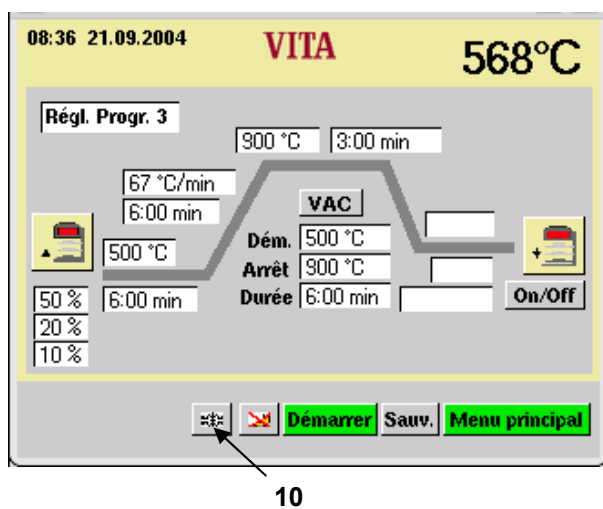 08:36 21.09.2004
VITA
568°C
Régl. Progr. 3
900 °C
3:00 min
67 °C/min
6:00 min
VAC
500 °C
Dém. 500 °C
Arrêt 900 °C
Durée 6:00 min
6:00 min
On/Off
50 %
20 %
10 %
Démarrer
Sauv.
Menu principal
10